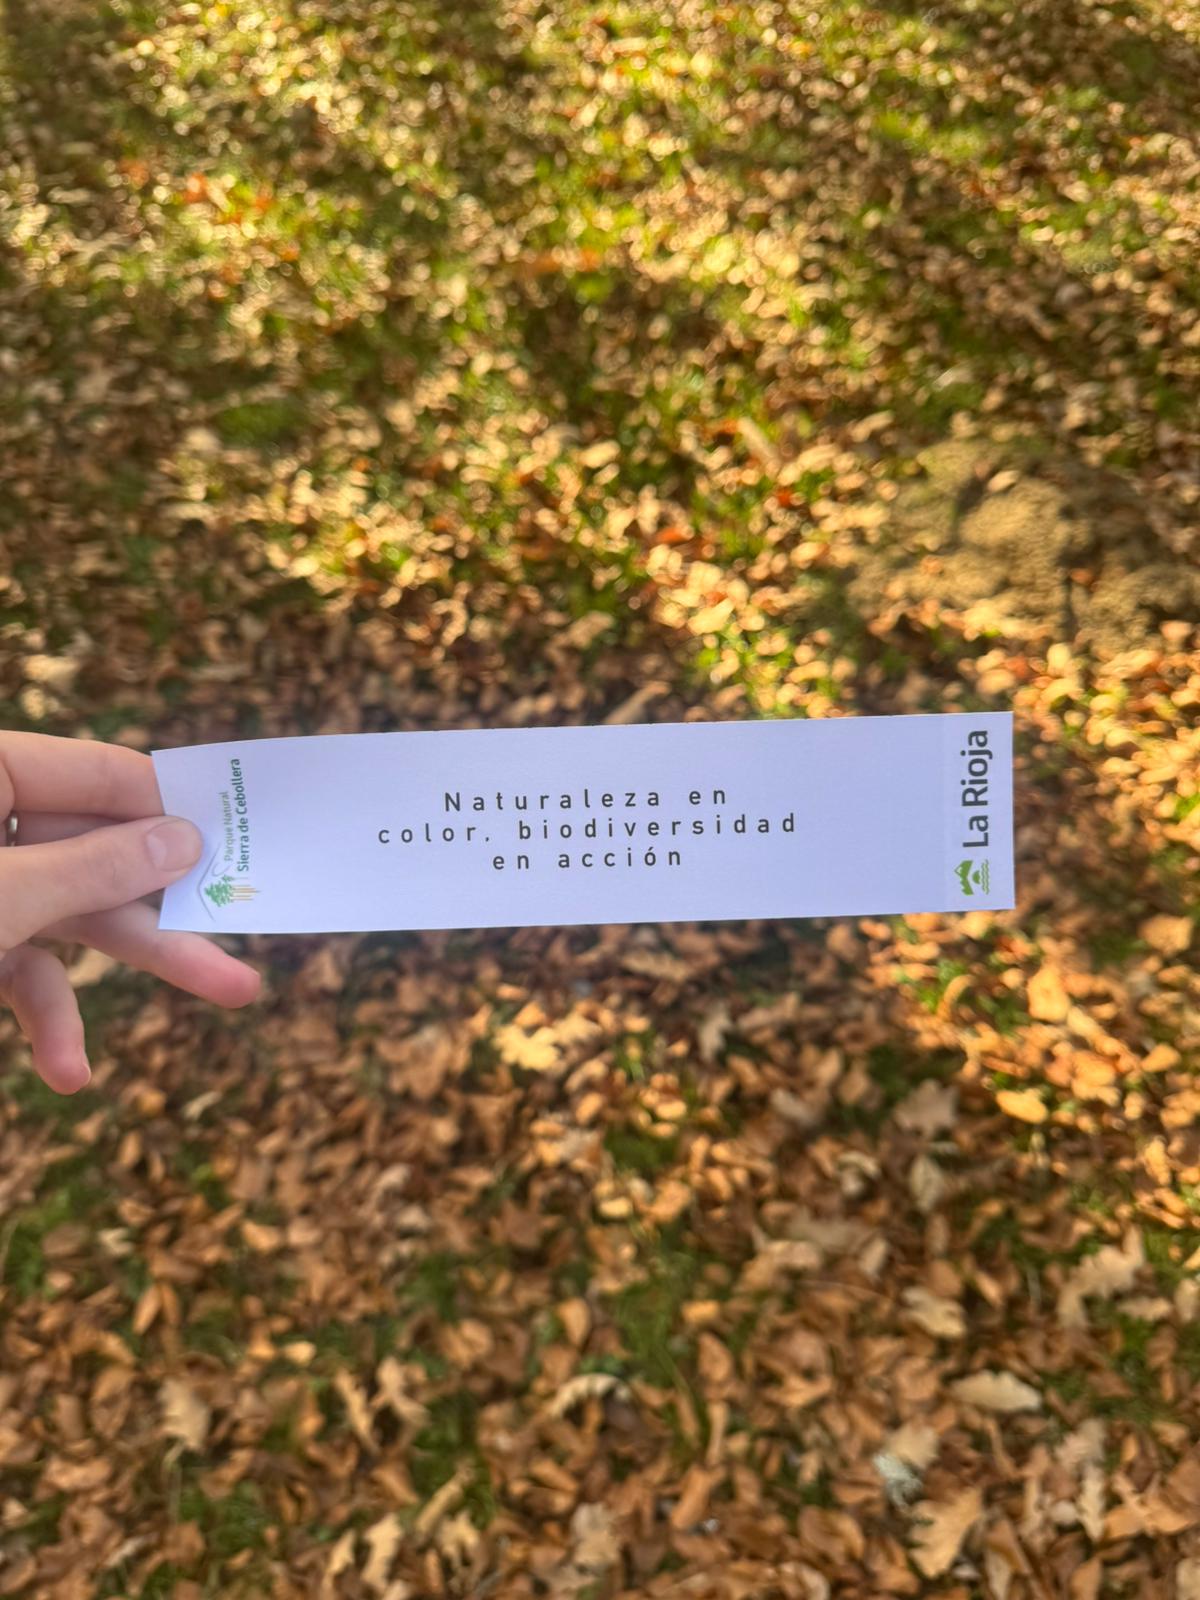 Parque Natural
Sierra de Cebollera
Naturaleza en
color, biodiversidad
en acción
La Rioja